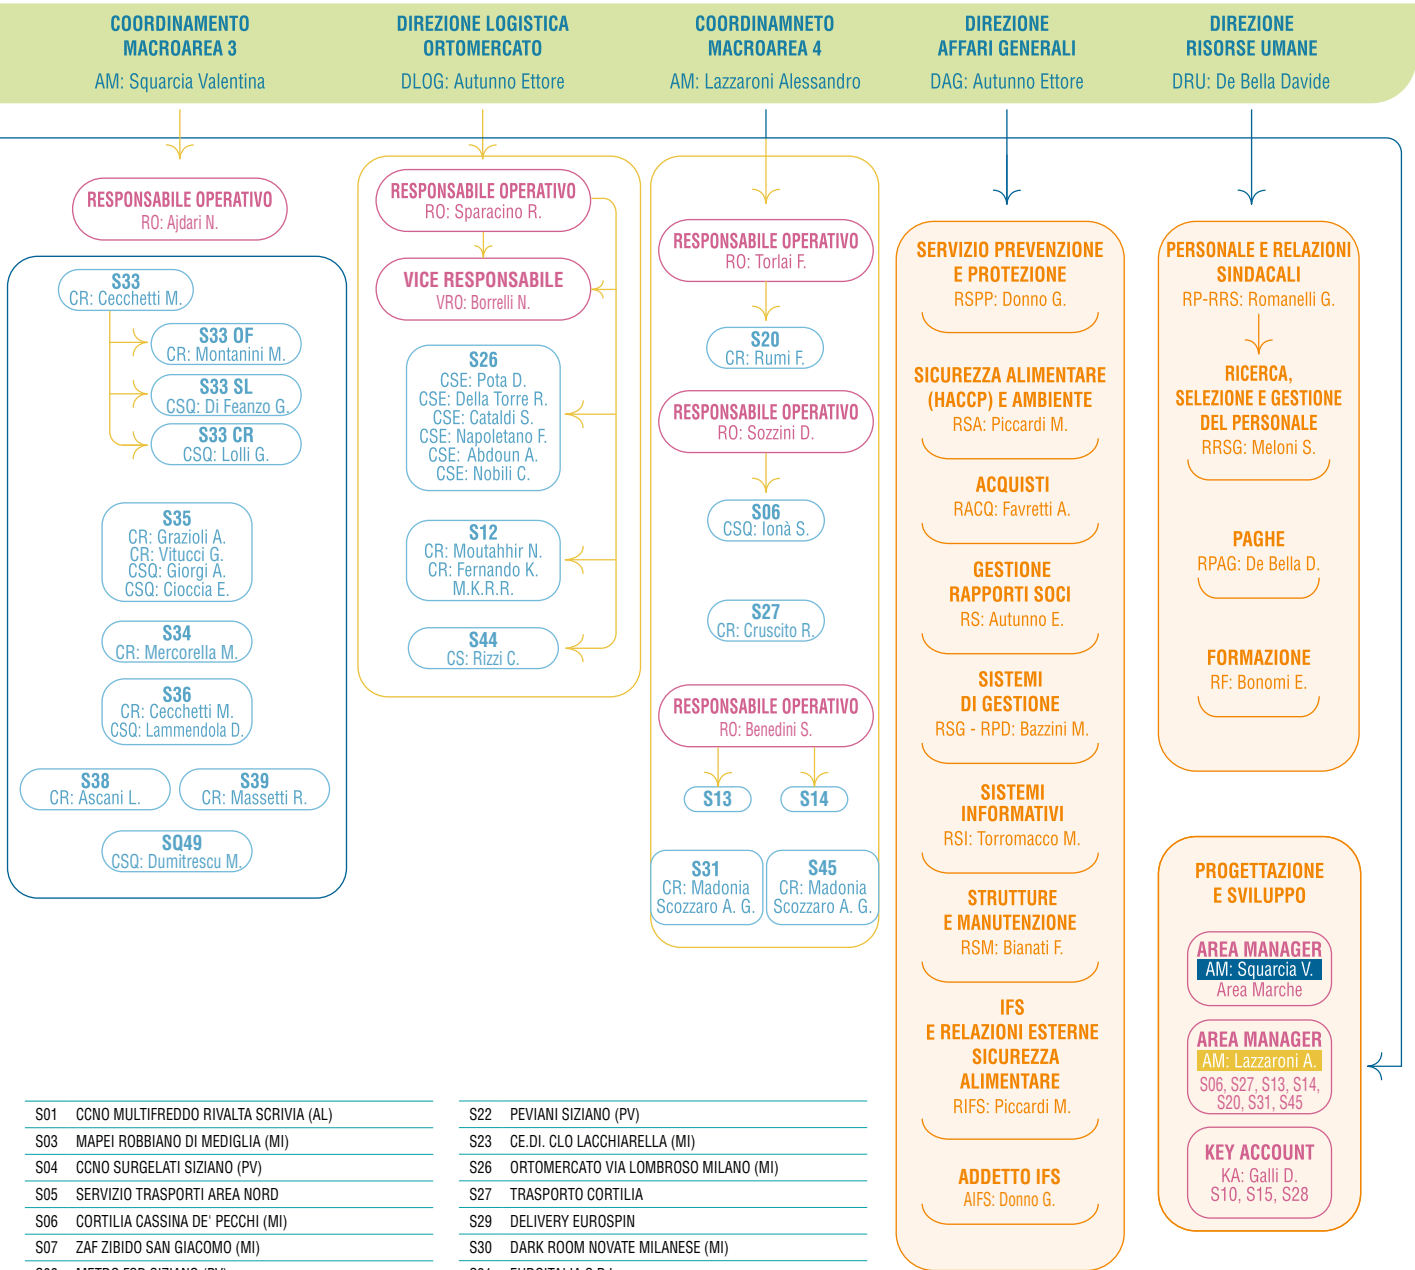 COORDINAMENTO
MACROAREA 3
AM: Squarcia Valentina
DIREZIONE LOGISTICA
ORTOMERCATO
DLOG: Autunno Ettore
COORDINAMNETO
MACROAREA 4
AM: Lazzaroni Alessandro
DIREZIONE
AFFARI GENERALI
DAG: Autunno Ettore
DIREZIONE
RISORSE UMANE
DRU: De Bella Davide
RESPONSABILE OPERATIVO
RO: Ajdari N.
S33
CR: Cecchetti M.
S33 OF
CR: Montanini M.
S33 SL
CSQ: Di Feanzo G.
S33 CR
CSQ: Lolli G.
S35
CR: Grazioli A.
CR: Vitucci G.
CSQ: Giorgi A.
CSQ: Cioccia E.
S34
CR: Mercorella M.
S36
CR: Cecchetti M.
CSQ: Lammendola D.
S38
CR: Ascani L.
S39
CR: Massetti R.
SQ49
CSQ: Dumitrescu M.
RESPONSABILE OPERATIVO
RO: Sparacino R.
VICE RESPONSABILE
VRO: Borrelli N.
S26
CSE: Pota D.
CSE: Della Torre R.
CSE: Cataldi S.
CSE: Napoletano F.
CSE: Abdoun A.
CSE: Nobili C.
S12
CR: Moutahhir N.
CR: Fernando K.
M.K.R.R.
S44
CS: Rizzi C.
RESPONSABILE OPERATIVO
RO: Torlai F.
S20
CR: Rumi F.
RESPONSABILE OPERATIVO
RO: Sozzini D.
S06
CSQ: Ionà S.
S27
CR: Cruscito R.
RESPONSABILE OPERATIVO
RO: Benedini S.
S13
S14
S31
CR: Madonia
Scozzaro A. G.
S45
CR: Madonia
Scozzaro A. G.
SERVIZIO PREVENZIONE
E PROTEZIONE
RSPP: Donno G.
SICUREZZA ALIMENTARE
(HACCP) E AMBIENTE
RSA: Piccardi M.
ACQUISTI
RACQ: Favretti A.
GESTIONE
RAPPORTI SOCI
RS: Autunno E.
SISTEMI
DI GESTIONE
RSG - RPD: Bazzini M.
SISTEMI
INFORMATIVI
RSI: Torromacco M.
STRUTTURE
E MANUTENZIONE
RSM: Bianati F.
IFS
E RELAZIONI ESTERNE
SICUREZZA
ALIMENTARE
RIFS: Piccardi M.
ADDETTO IFS
AIFS: Donno G.
PERSONALE E RELAZIONI
SINDACALI
RP-RRS: Romanelli G.
RICERCA,
SELEZIONE E GESTIONE
DEL PERSONALE
RRSG: Meloni S.
PAGHE
RPAG: De Bella D.
FORMAZIONE
RF: Bonomi E.
PROGETTAZIONE
E SVILUPPO
AREA MANAGER
AM: Squarcia V.
Area Marche
AREA MANAGER
AM: Lazzaroni A.
S06, S27, S13, S14,
S20, S31, S45
KEY ACCOUNT
KA: Galli D.
S10, S15, S28
S01 CCNO MULTIFREDDO RIVALTA SCRIVIA (AL)
S03 MAPEI ROBBIANO DI MEDIGLIA (MI)
S04 CCNO SURGELATI SIZIANO (PV)
S05 SERVIZIO TRASPORTI AREA NORD
S06 CORTILIA CASSINA DE' PECCHI (MI)
S07 ZAF ZIBIDO SAN GIACOMO (MI)
S22 PEVIANI SIZIANO (PV)
S23 CE.DI. CLO LACCHIARELLA (MI)
S26 ORTOMERCATO VIA LOMBROSO MILANO (MI)
S27 TRASPORTO CORTILIA
S29 DELIVERY EUROSPIN
S30 DARK ROOM NOVATE MILANESE (MI)